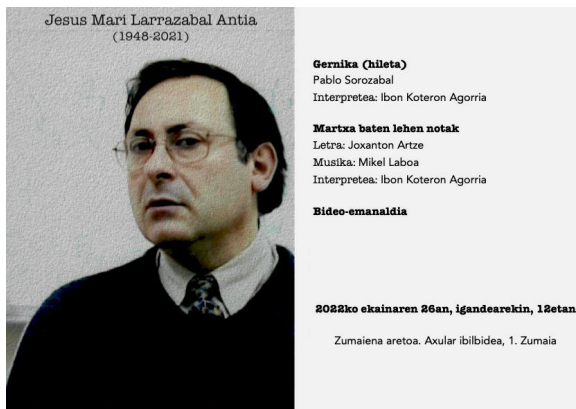 Jesus Mari Larrazabal Antia
(1948-2021)
Gernika (hileta)
Pablo Sorozabal
Interpretea: Ibon Koteron Agorria
Martxa baten lehen notak
Letra: Joxanton Artze
Musika: Mikel Laboa
Interpretea: Ibon Koteron Agorria
Bideo-emanaldia
2022ko ekainaren 26an, igandearekin, 12etan
Zumaiena aretoa. Axular ibilbidea, 1. Zumaia